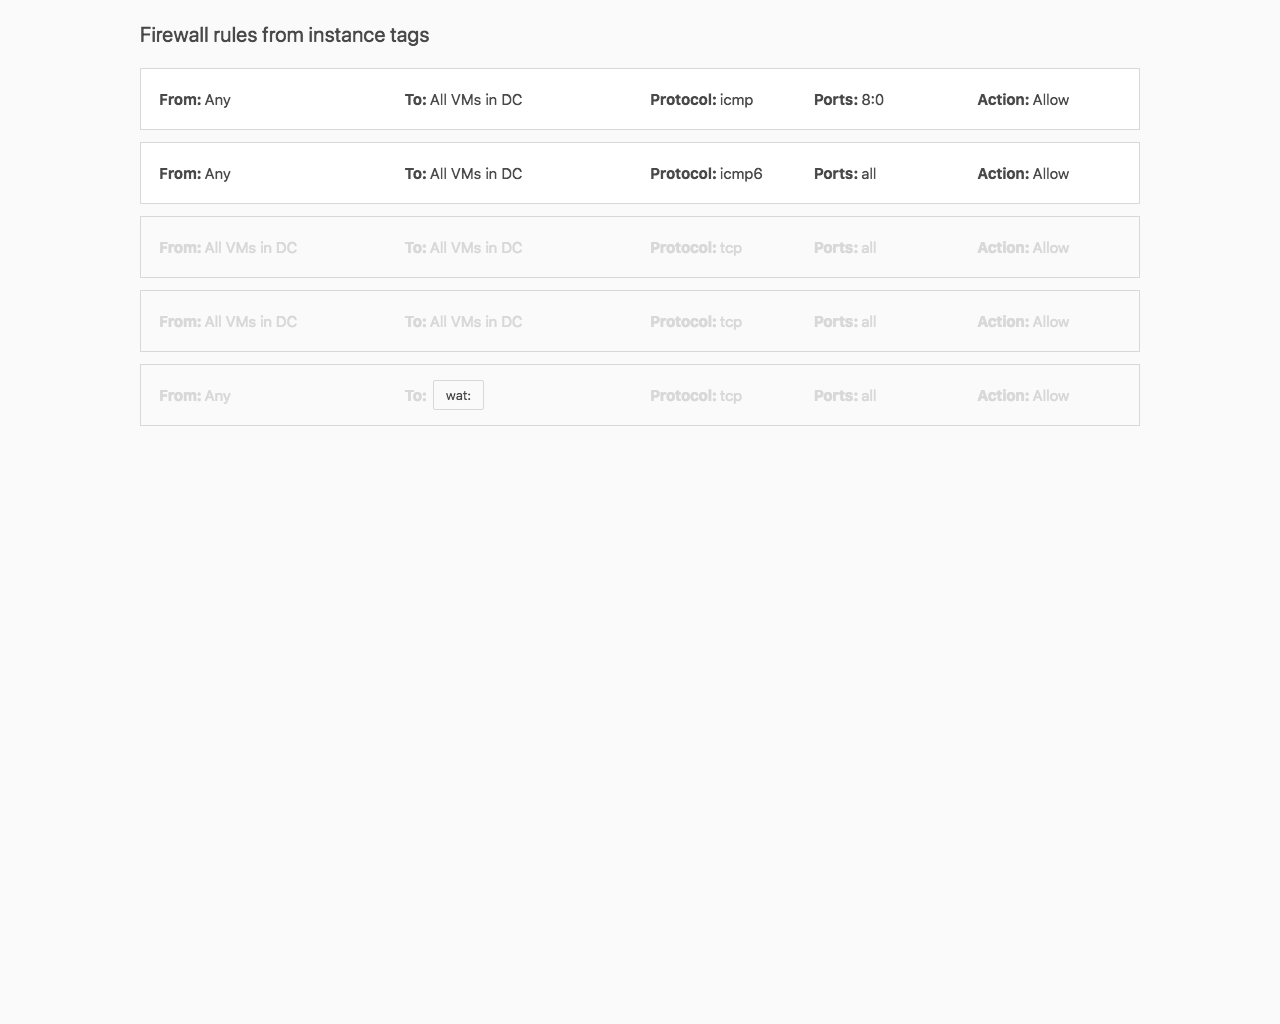 Firewall rules from instance tags
From: Any To: All VMs in DC Protocol: icmp Ports: 8:0 Action: Allow
From: Any To: All VMs in DC Protocol: icmp6 Ports: all Action: Allow
From: All VMs in DC To: All VMs in DC Protocol: tcp Ports: all Action: Allow
From: All VMs in DC To: All VMs in DC Protocol: tcp Ports: all Action: Allow
From: Any To: wat: Protocol: tcp Ports: all Action: Allow